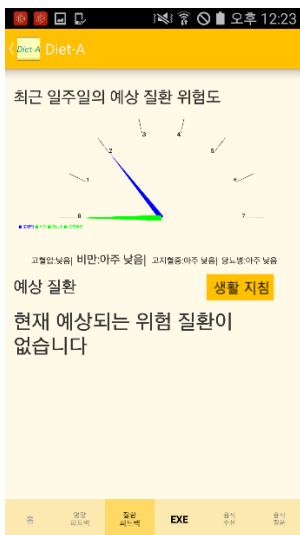 오후 12:23
Diet-A Diet-A
최근 일주일의 예상 질환 위험도
0 1 2 3 4 5 6 7
고혈압:낮음| 비만:아주 낮음| 고지혈증:아주 낮음| 당뇨병:아주 낮음
예상 질환 생활 지침
현재 예상되는 위험 질환이
없습니다
홈 영양 질환 EXE 음식 음식
피드백 피드백 추천 질문